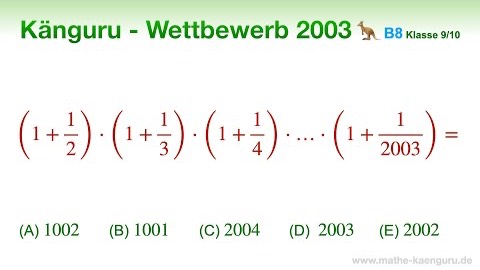 Känguru - Wettbewerb 2003 B8 Klasse 9/10
(1 + 1/2) · (1 + 1/3) · (1 + 1/4) · … · (1 + 1/2003) =
(A) 1002 (B) 1001 (C) 2004 (D) 2003 (E) 2002
www.mathe-kaenguru.de